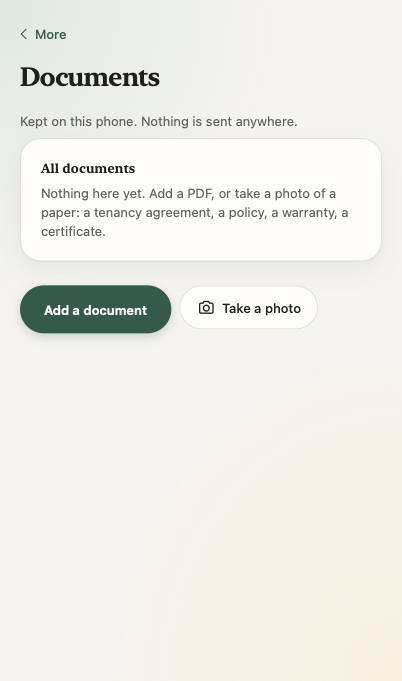 More
Documents
Kept on this phone. Nothing is sent anywhere.
All documents
Nothing here yet. Add a PDF, or take a photo of a
paper: a tenancy agreement, a policy, a warranty, a
certificate.
Add a document
Take a photo